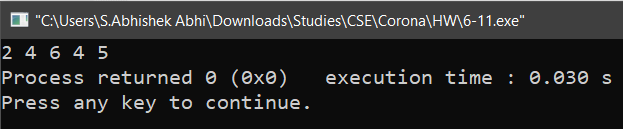 "C:\Users\S.Abhishek Abhi\Downloads\Studies\CSE\Corona\HW\6-11.exe"
2 4 6 4 5
Process returned 0 (0x0)   execution time : 0.030 s
Press any key to continue.